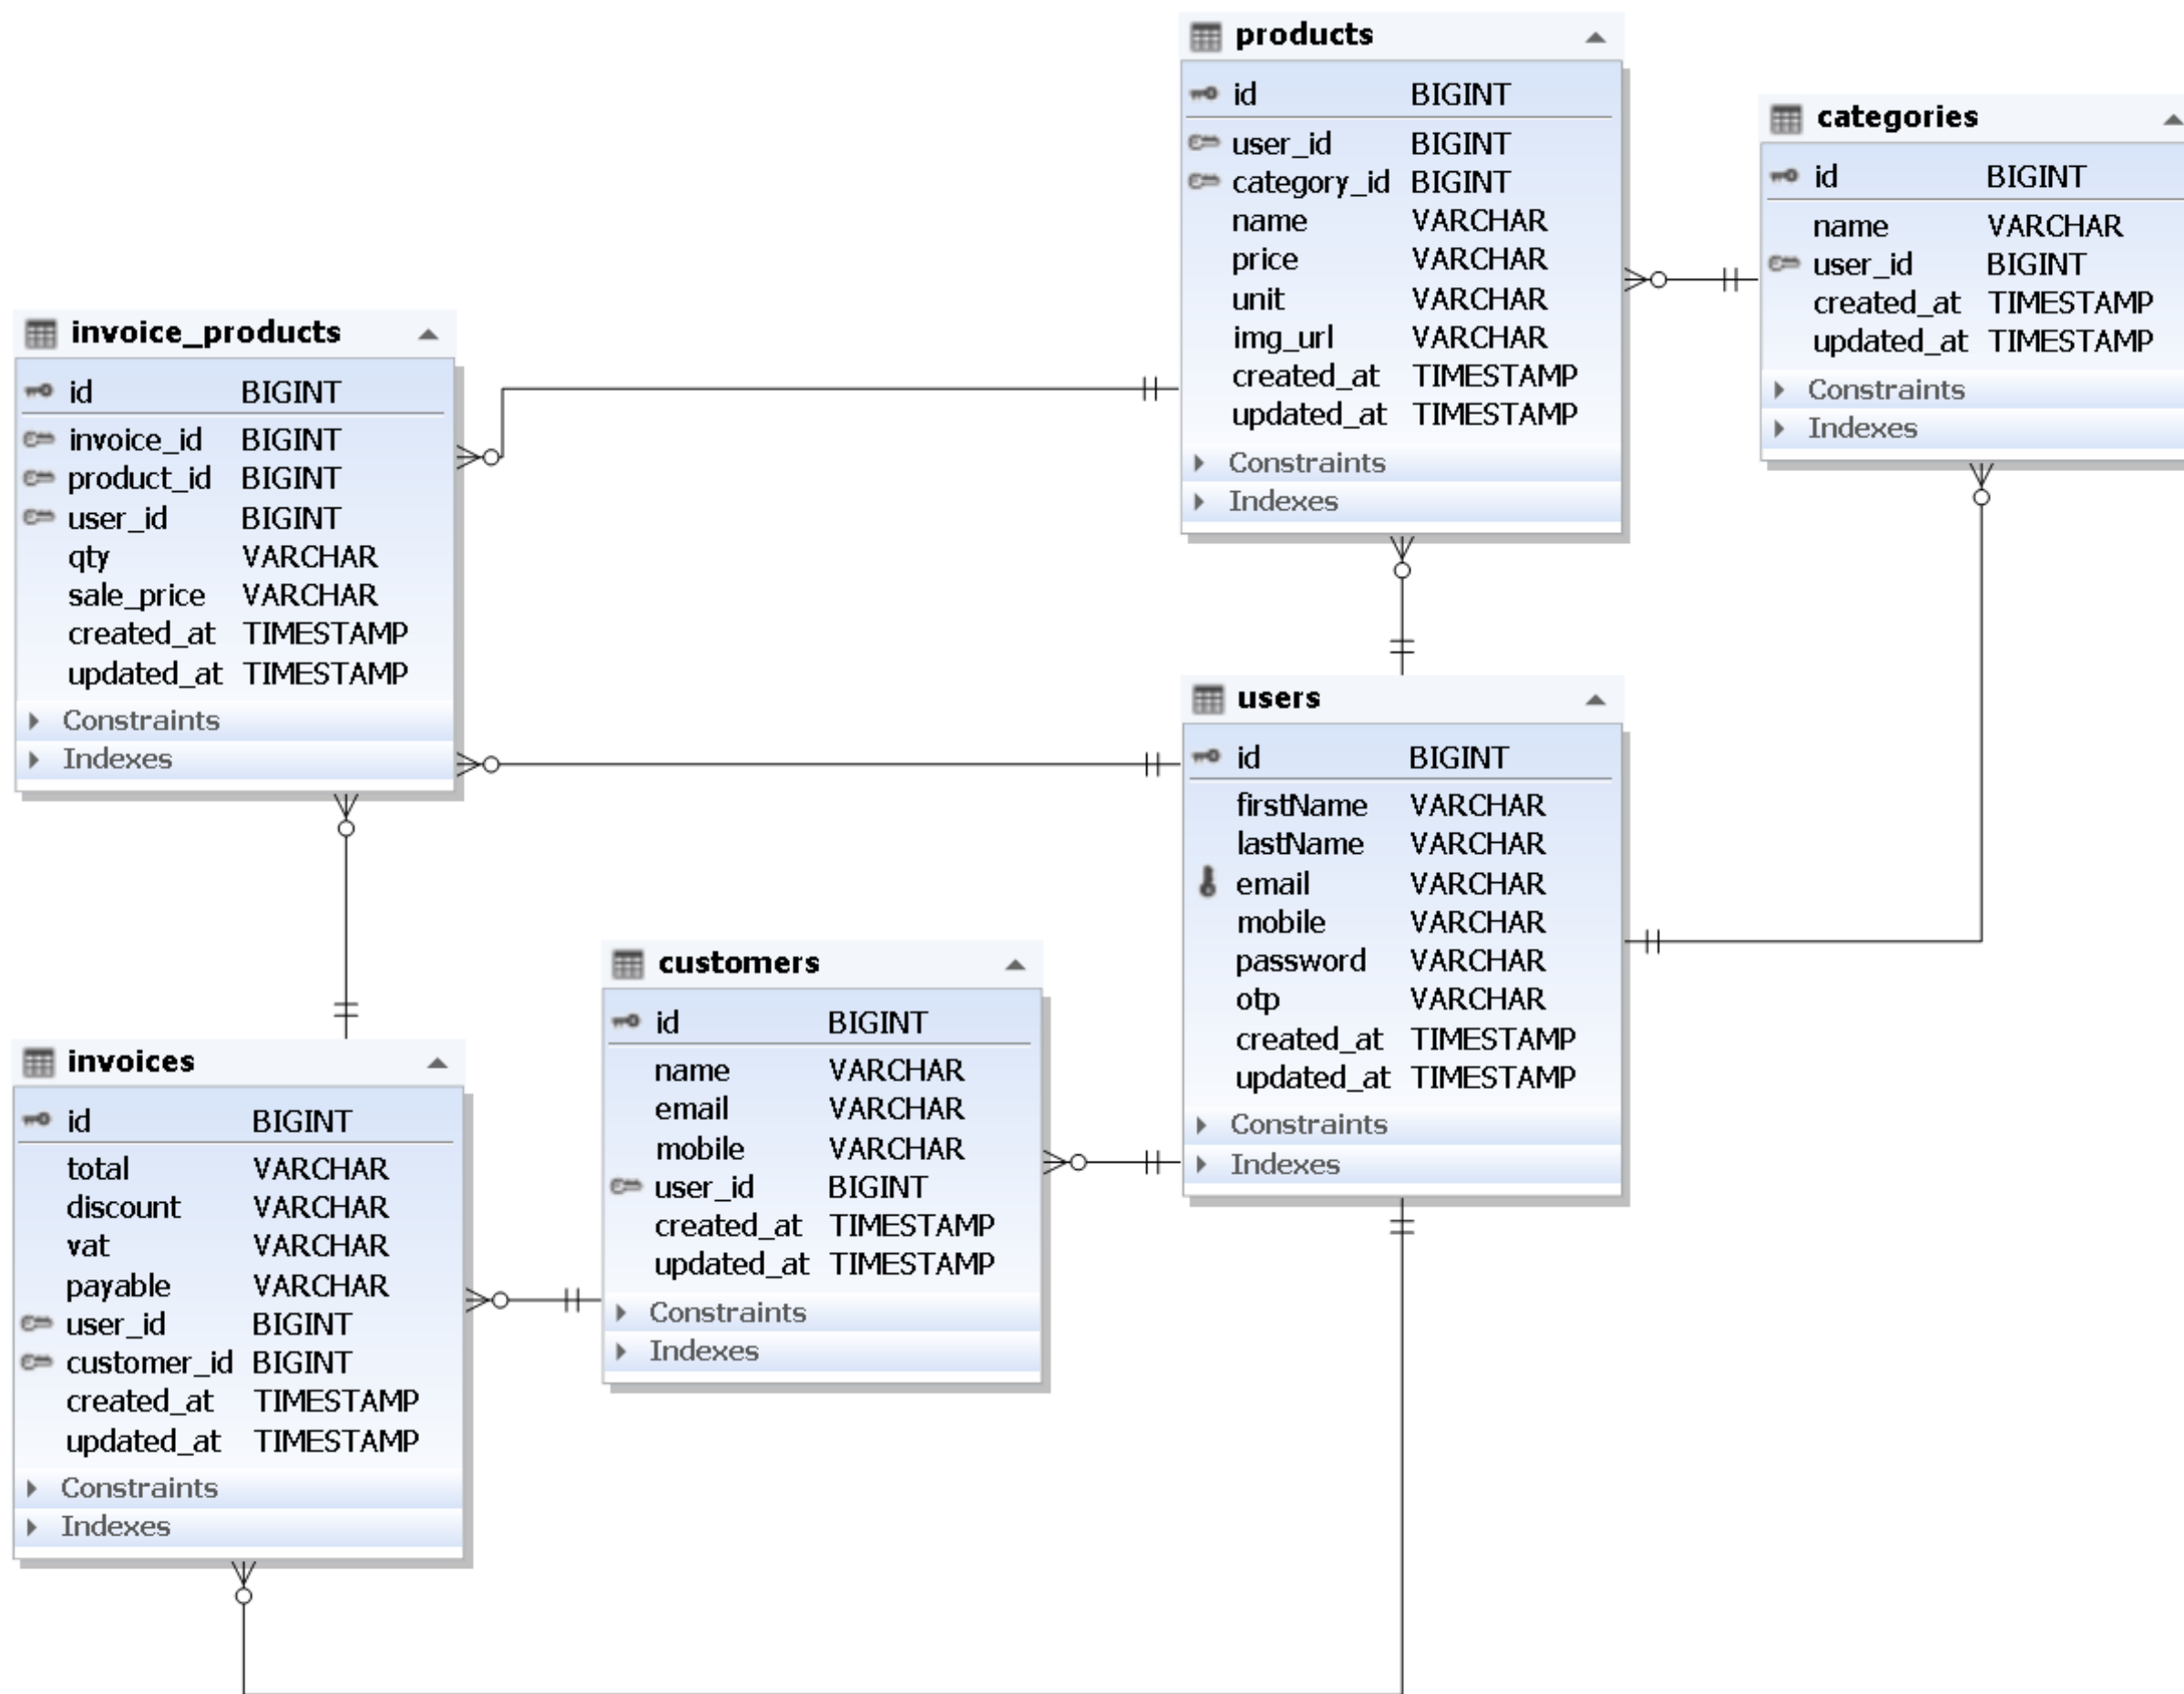 products
id BIGINT
user_id BIGINT
category_id BIGINT
name VARCHAR
price VARCHAR
unit VARCHAR
img_url VARCHAR
created_at TIMESTAMP
updated_at TIMESTAMP
Constraints
Indexes
categories
id BIGINT
name VARCHAR
user_id BIGINT
created_at TIMESTAMP
updated_at TIMESTAMP
Constraints
Indexes
invoice_products
id BIGINT
invoice_id BIGINT
product_id BIGINT
user_id BIGINT
qty VARCHAR
sale_price VARCHAR
created_at TIMESTAMP
updated_at TIMESTAMP
Constraints
Indexes
users
id BIGINT
firstName VARCHAR
lastName VARCHAR
email VARCHAR
mobile VARCHAR
password VARCHAR
otp VARCHAR
created_at TIMESTAMP
updated_at TIMESTAMP
Constraints
Indexes
customers
id BIGINT
name VARCHAR
email VARCHAR
mobile VARCHAR
user_id BIGINT
created_at TIMESTAMP
updated_at TIMESTAMP
Constraints
Indexes
invoices
id BIGINT
total VARCHAR
discount VARCHAR
vat VARCHAR
payable VARCHAR
user_id BIGINT
customer_id BIGINT
created_at TIMESTAMP
updated_at TIMESTAMP
Constraints
Indexes